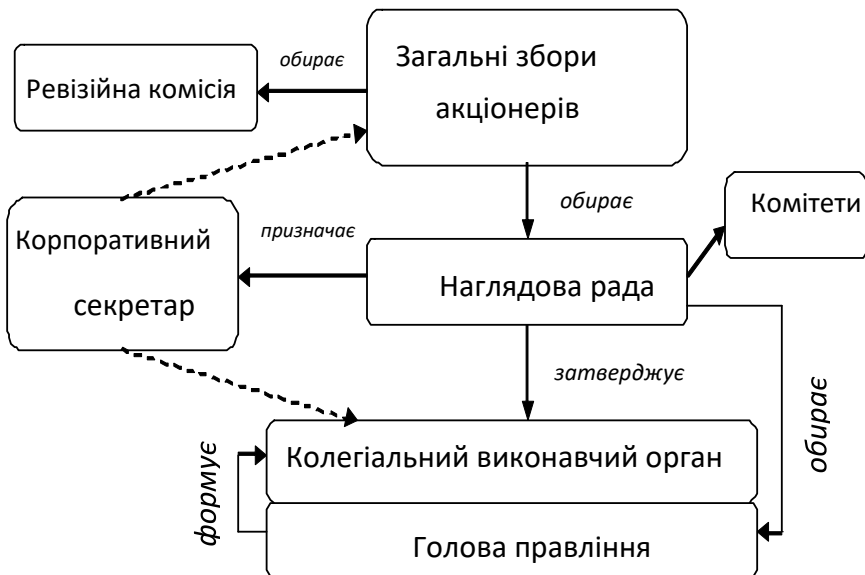 обирає
Загальні збори
акціонерів
Ревізійна комісія
обирає
Комітети
Корпоративний
секретар
призначає
Наглядова рада
затверджує
обирає
Колегіальний виконавчий орган
формує
Голова правління